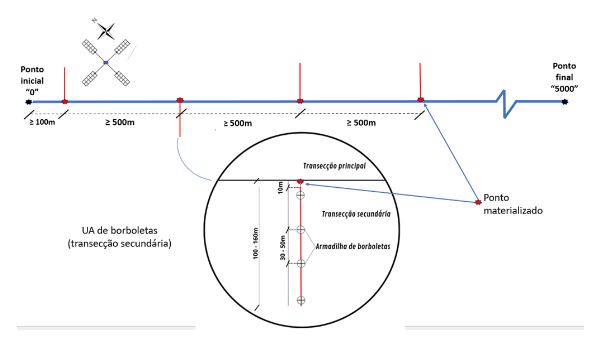 N
Ponto
inicial
“0”
Ponto
final
“5000”
≥ 100m
≥ 500m
≥ 500m
≥ 500m
Transecção principal
10m
Transecção secundária
Armadilha de borboletas
100 - 160m
30 - 50m
UA de borboletas
(transecção secundária)
Ponto
materializado